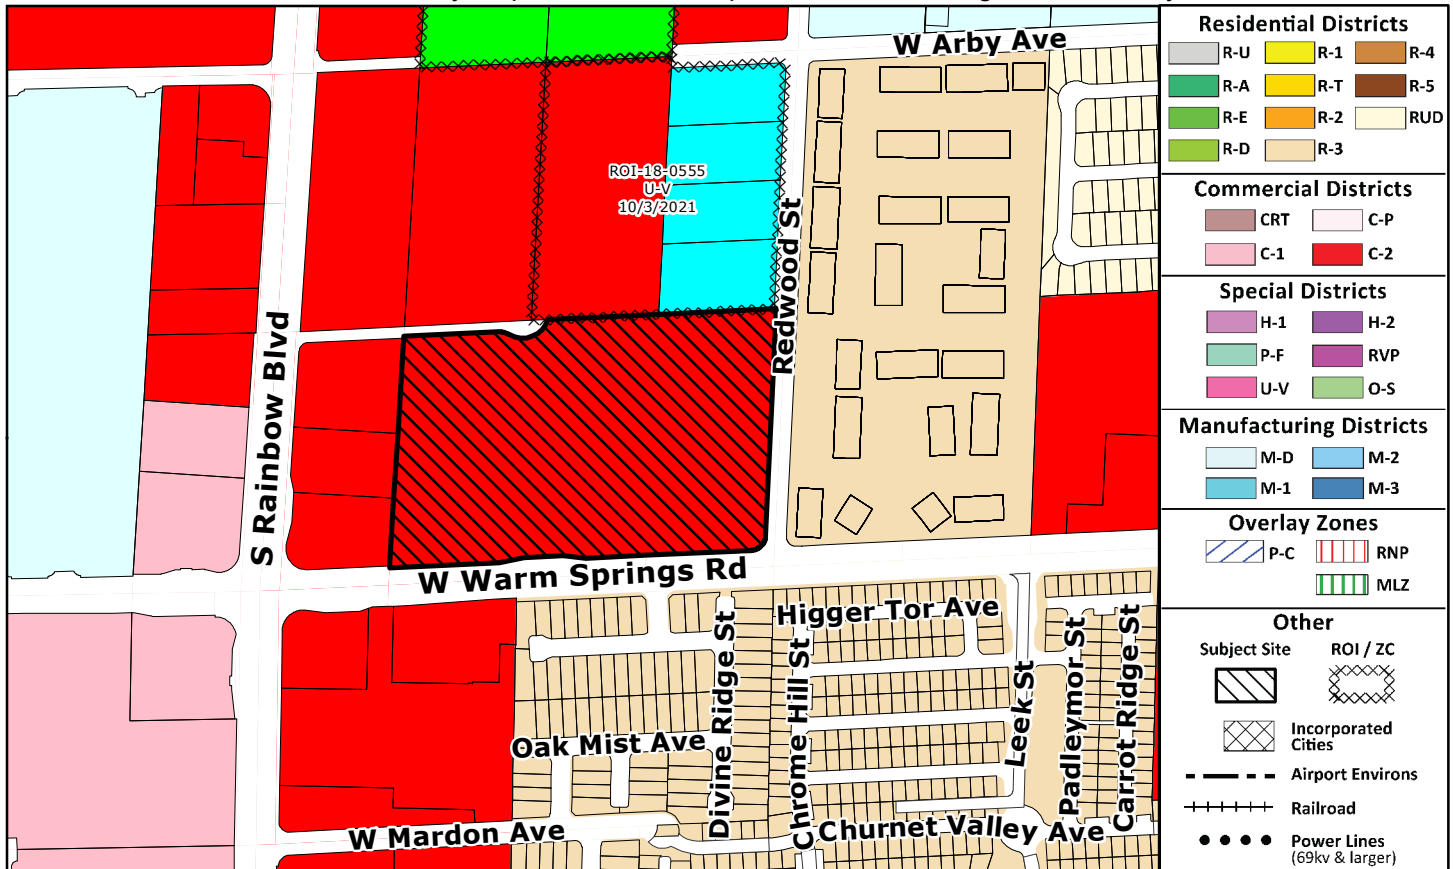 W Arby Ave
ROI-18-0555
U-V
10/3/2021
Redwood St
S Rainbow Blvd
W Warm Springs Rd
Higger Tor Ave
Divine Ridge St
Chrome Hill St
Leek St
Padleymor St
Carrot Ridge St
Oak Mist Ave
W Mardon Ave
Churnet Valley Ave
Residential Districts
R-U R-1 R-4
R-A R-T R-5
R-E R-2 RUD
R-D R-3
Commercial Districts
CRT C-P
C-1 C-2
Special Districts
H-1 H-2
P-F RVP
U-V O-S
Manufacturing Districts
M-D M-2
M-1 M-3
Overlay Zones
P-C RNP
MLZ
Other
Subject Site ROI / ZC
Incorporated
Cities
Airport Environs
Railroad
Power Lines
(69kv & larger)